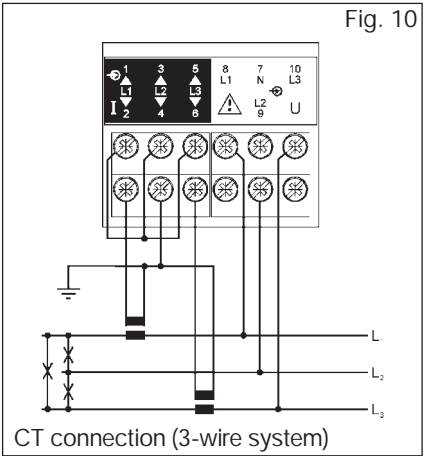 Fig. 10
1 3 5 8 7 10
L1 N L3
L1 L2 L3
I 2 4 6 L2 9 U
L
L2
L3
CT connection (3-wire system)